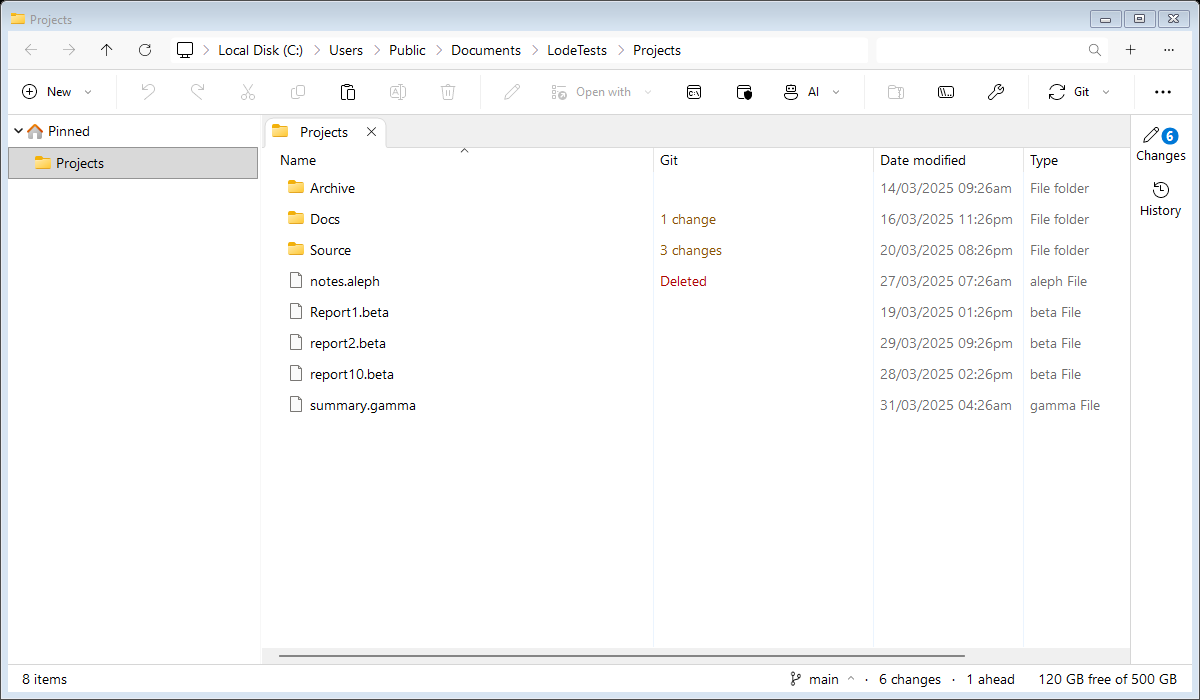 Projects
Local Disk (C:) Users Public Documents LodeTests Projects
New Open with AI Git
Pinned
Projects
Projects
6
Changes
History
Name Git Date modified Type
Archive 14/03/2025 09:26am File folder
Docs 1 change 16/03/2025 11:26pm File folder
Source 3 changes 20/03/2025 08:26pm File folder
notes.aleph Deleted 27/03/2025 07:26am aleph File
Report1.beta 19/03/2025 01:26pm beta File
report2.beta 29/03/2025 09:26pm beta File
report10.beta 28/03/2025 02:26pm beta File
summary.gamma 31/03/2025 04:26am gamma File
8 items main · 6 changes · 1 ahead 120 GB free of 500 GB